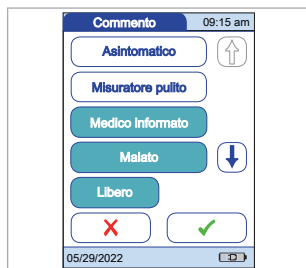 Commento 09:15 am
Asintomatico
Misuratore pulito
Medico informato
Malato
Libero
05/29/2022